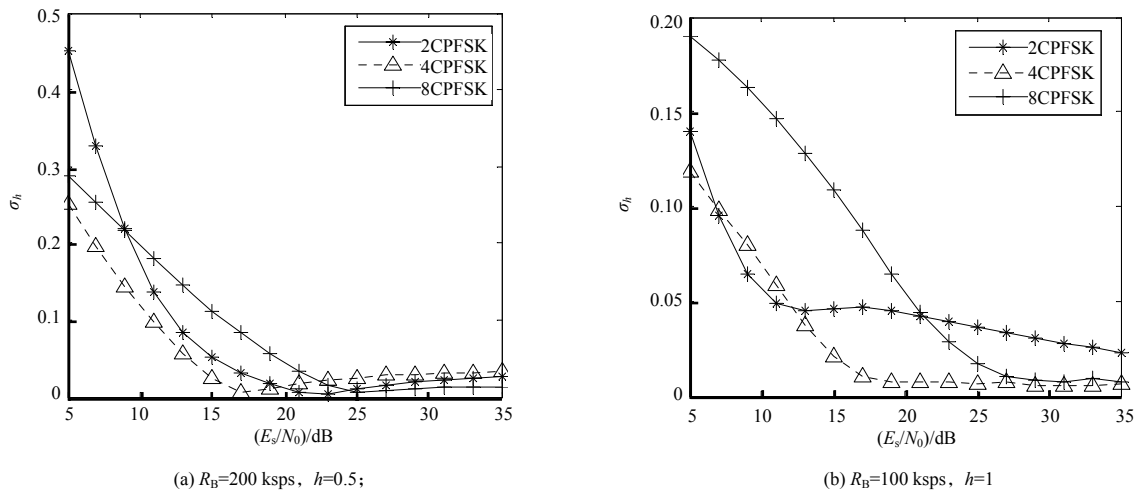 0.5
0.4
0.3
0.2
0.1
0
σh
2CPFSK
4CPFSK
8CPFSK
5 10 15 20 25 30 35
(Es/N0)/dB
(a) RB=200 ksps，h=0.5;
0.20
0.15
0.10
0.05
0
σh
2CPFSK
4CPFSK
8CPFSK
5 10 15 20 25 30 35
(Es/N0)/dB
(b) RB=100 ksps，h=1